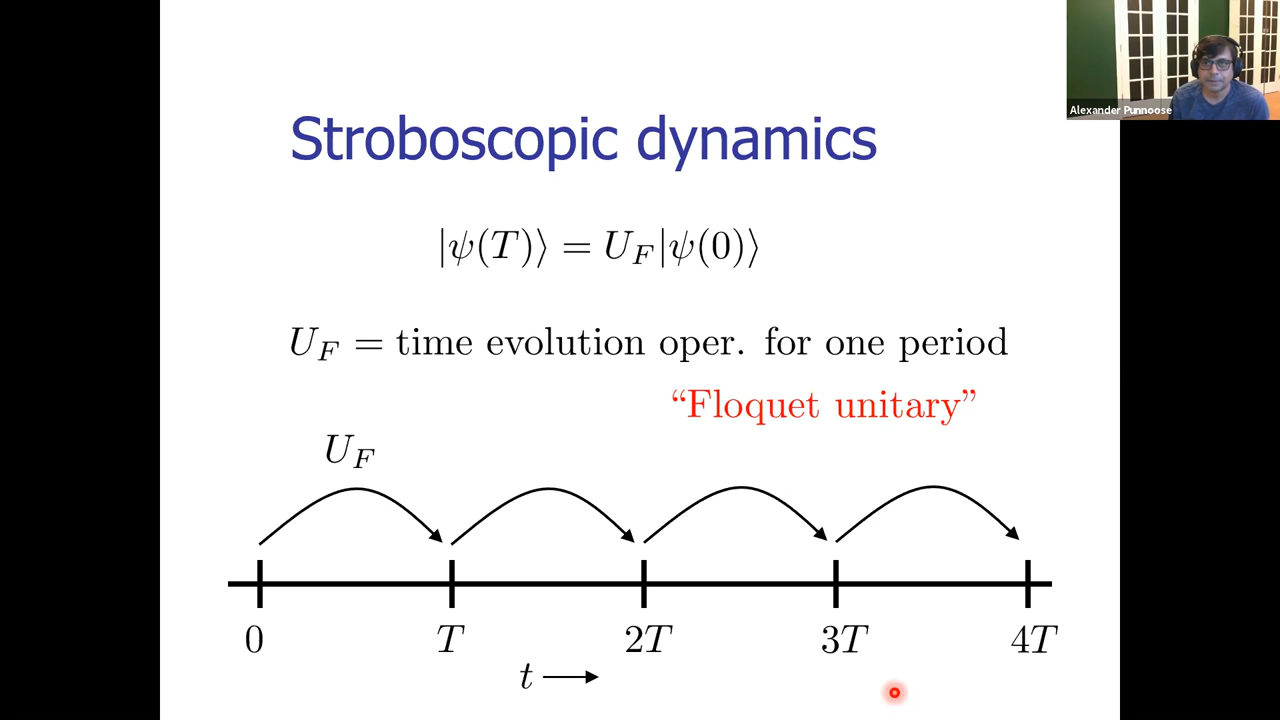 Alexander Punnoose
Stroboscopic dynamics
|ψ(T)⟩ = U_F|ψ(0)⟩
U_F = time evolution oper. for one period
“Floquet unitary”
U_F
0 T 2T 3T 4T
t ⟶